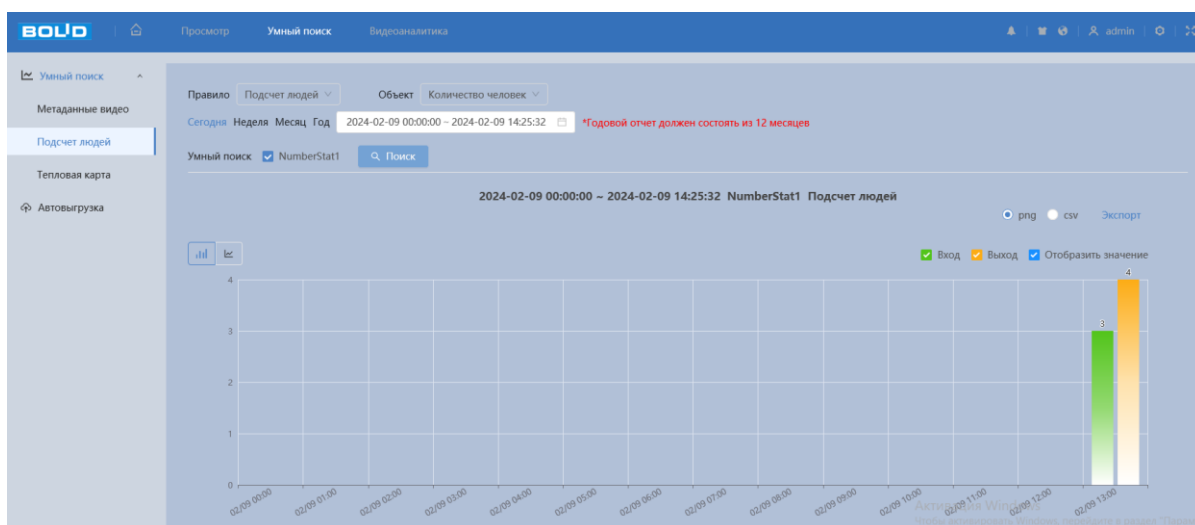 BOLID Просмотр Умный поиск Видеоаналитика admin
Умный поиск
Метаданные видео
Подсчет людей
Тепловая карта
Автовыгрузка
Правило Подсчет людей Объект Количество человек
Сегодня Неделя Месяц Год 2024-02-09 00:00:00 ~ 2024-02-09 14:25:32 *Годовой отчет должен состоять из 12 месяцев
Умный поиск NumberStat1 Поиск
2024-02-09 00:00:00 ~ 2024-02-09 14:25:32 NumberStat1 Подсчет людей
png csv Экспорт
Вход Выход Отобразить значение
4
4
3
3
2
1
0
02/09 00:00 02/09 01:00 02/09 02:00 02/09 03:00 02/09 04:00 02/09 05:00 02/09 06:00 02/09 07:00 02/09 08:00 02/09 09:00 02/09 10:00 02/09 11:00 02/09 12:00 02/09 13:00
Активация Windows